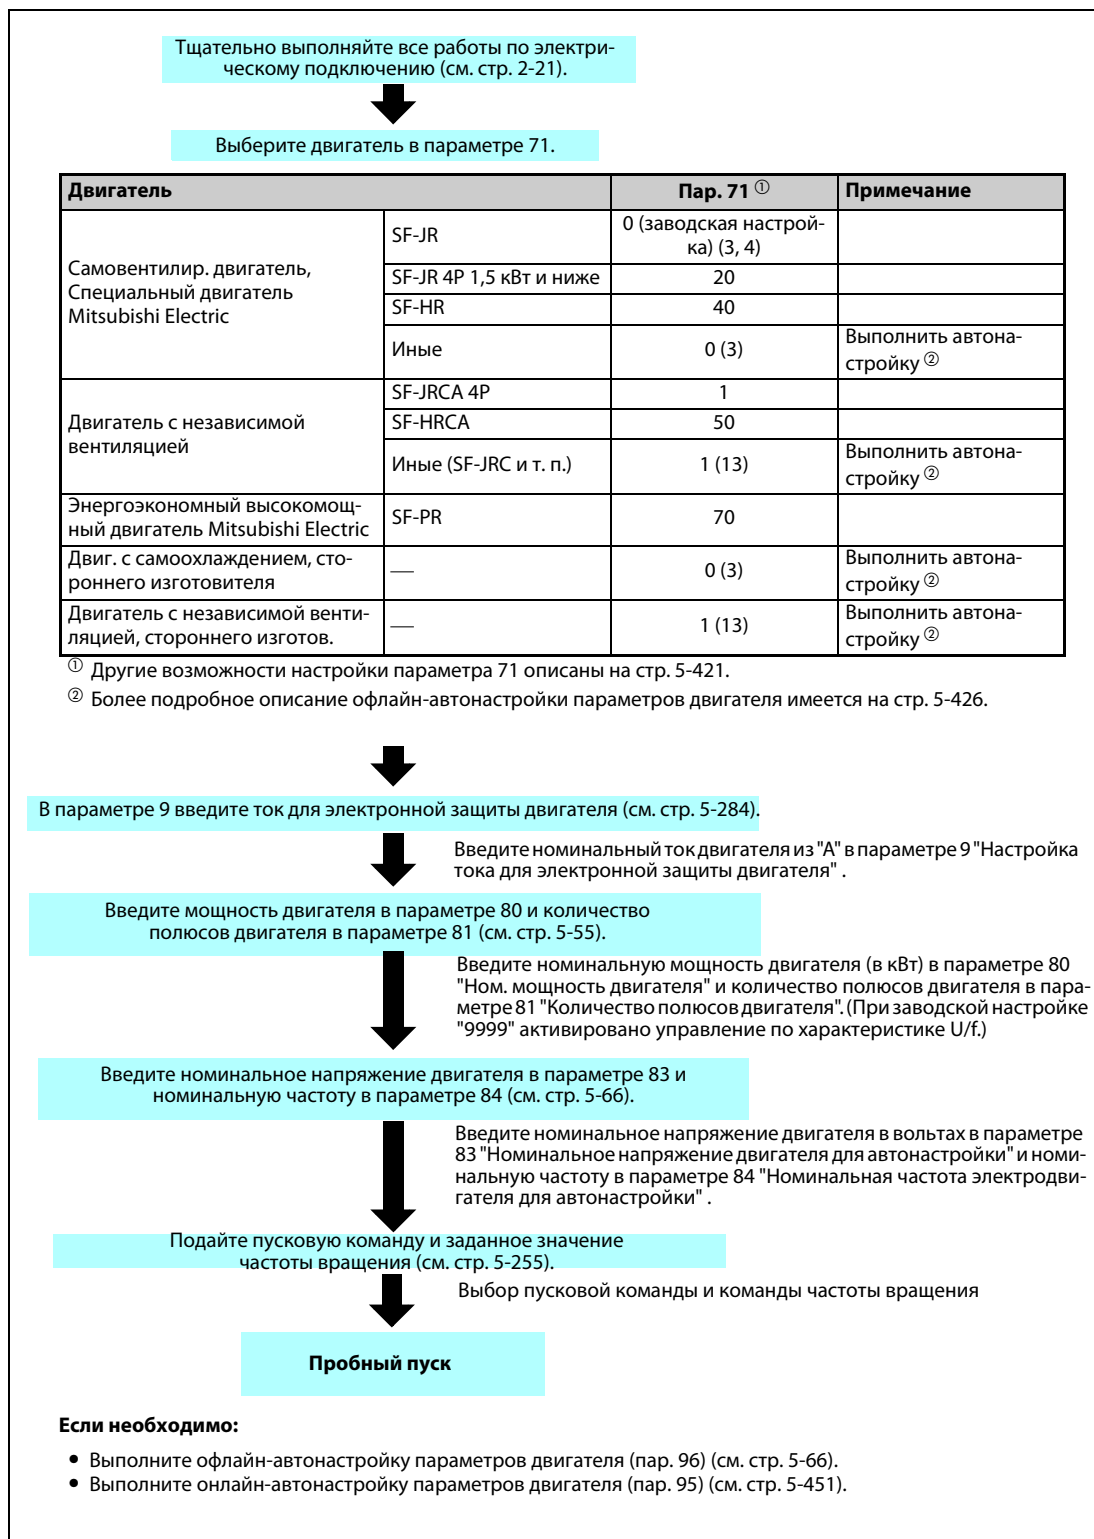 Тщательно выполняйте все работы по электри-
ческому подключению (см. стр. 2-21).
Выберите двигатель в параметре 71.
Двигатель Пар. 71 ① Примечание
Самовентилир. двигатель,
Специальный двигатель
Mitsubishi Electric
SF-JR
0 (заводская настрой-
ка) (3, 4)
SF-JR 4P 1,5 кВт и ниже 20
SF-HR 40
Иные 0 (3)
Выполнить автона-
стройку ②
Двигатель с независимой
вентиляцией
SF-JRCA 4P 1
SF-HRCA 50
Иные (SF-JRC и т. п.) 1 (13)
Выполнить автона-
стройку ②
Энергоэкономный высокомощ-
ный двигатель Mitsubishi Electric
SF-PR 70
Двиг. с самоохлаждением, сто-
роннего изготовителя
— 0 (3)
Выполнить автона-
стройку ②
Двигатель с независимой венти-
ляцией, стороннего изготов.
— 1 (13)
Выполнить автона-
стройку ②
① Другие возможности настройки параметра 71 описаны на стр. 5-421.
② Более подробное описание офлайн-автонастройки параметров двигателя имеется на стр. 5-426.
В параметре 9 введите ток для электронной защиты двигателя (см. стр. 5-284).
Введите номинальный ток двигателя из "A" в параметре 9 "Настройка
тока для электронной защиты двигателя" .
Введите мощность двигателя в параметре 80 и количество
полюсов двигателя в параметре 81 (см. стр. 5-55).
Введите номинальную мощность двигателя (в кВт) в параметре 80
"Ном. мощность двигателя" и количество полюсов двигателя в пара-
метре 81 "Количество полюсов двигателя". (При заводской настройке
"9999" активировано управление по характеристике U/f.)
Введите номинальное напряжение двигателя в параметре 83 и
номинальную частоту в параметре 84 (см. стр. 5-66).
Введите номинальное напряжение двигателя в вольтах в параметре
83 "Номинальное напряжение двигателя для автонастройки" и номи-
нальную частоту в параметре 84 "Номинальная частота электродви-
гателя для автонастройки" .
Подайте пусковую команду и заданное значение
частоты вращения (см. стр. 5-255).
Выбор пусковой команды и команды частоты вращения
Пробный пуск
Если необходимо:
● Выполните офлайн-автонастройку параметров двигателя (пар. 96) (см. стр. 5-66).
● Выполните онлайн-автонастройку параметров двигателя (пар. 95) (см. стр. 5-451).